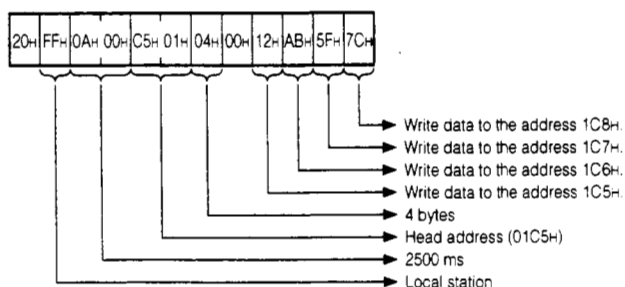 20H FFH 0AH 00H C5H 01H 04H 00H 12H ABH 5FH 7CH
Write data to the address 1C8H.
Write data to the address 1C7H.
Write data to the address 1C6H.
Write data to the address 1C5H.
4 bytes
Head address (01C5H)
2500 ms
Local station